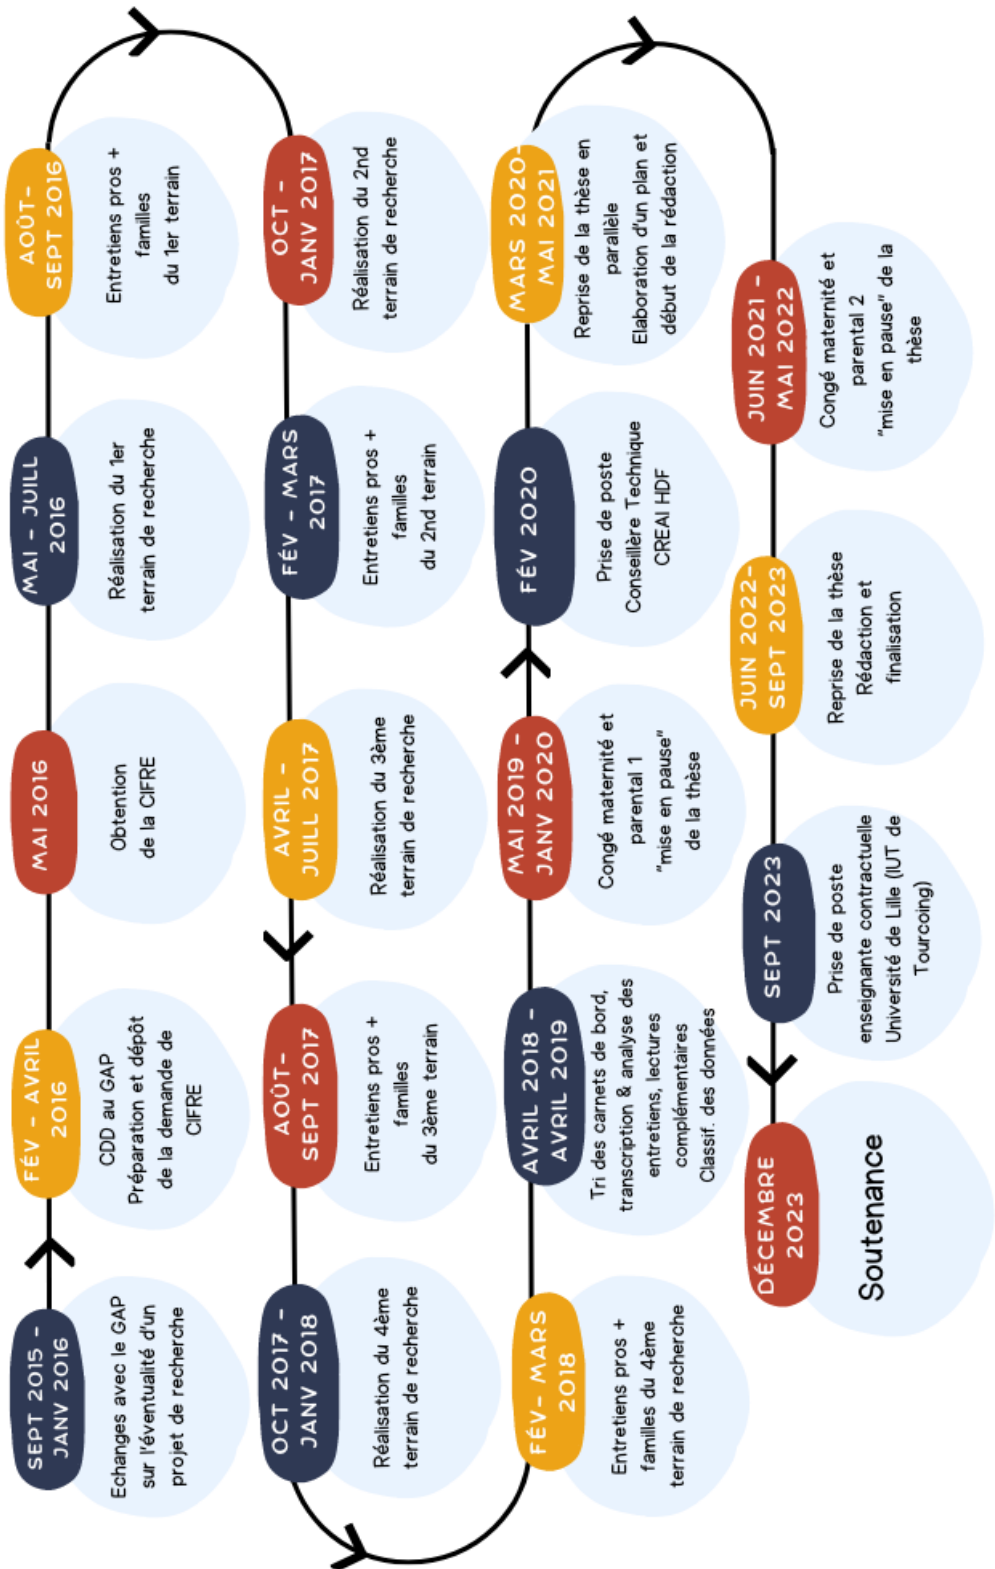 SEPT 2015 –
JANV 2016
Echanges avec le GAP
sur l'éventualité d'un
projet de recherche
FÉV – AVRIL
2016
CDD au GAP
Préparation et dépôt
de la demande de
CIFRE
MAI 2016
Obtention
de la CIFRE
MAI – JUILL
2016
Réalisation du 1er
terrain de recherche
AOÛT-
SEPT 2016
Entretiens pros +
familles
du 1er terrain
OCT –
JANV 2017
Réalisation du 2nd
terrain de recherche
FÉV – MARS
2017
Entretiens pros +
familles
du 2nd terrain
AVRIL –
JUILL 2017
Réalisation du 3ème
terrain de recherche
AOÛT-
SEPT 2017
Entretiens pros +
familles
du 3ème terrain
OCT 2017 –
JANV 2018
Réalisation du 4ème
terrain de recherche
FÉV- MARS
2018
Entretiens pros +
familles du 4ème
terrain de recherche
AVRIL 2018 –
AVRIL 2019
Tri des carnets de bord,
transcription & analyse des
entretiens, lectures
complémentaires
Classif. des données
MAI 2019 –
JANV 2020
Congé maternité et
parental 1
"mise en pause"
de la thèse
FÉV 2020
Prise de poste
Conseillère Technique
CREAI HDF
MARS 2020-
MAI 2021
Reprise de la thèse en
parallèle
Elaboration d'un plan et
début de la rédaction
JUIN 2021 –
MAI 2022
Congé maternité et
parental 2
"mise en pause" de la
thèse
JUIN 2022-
SEPT 2023
Reprise de la thèse
Rédaction et
finalisation
SEPT 2023
Prise de poste
enseignante contractuelle
Université de Lille (IUT de
Tourcoing)
DÉCEMBRE
2023
Soutenance